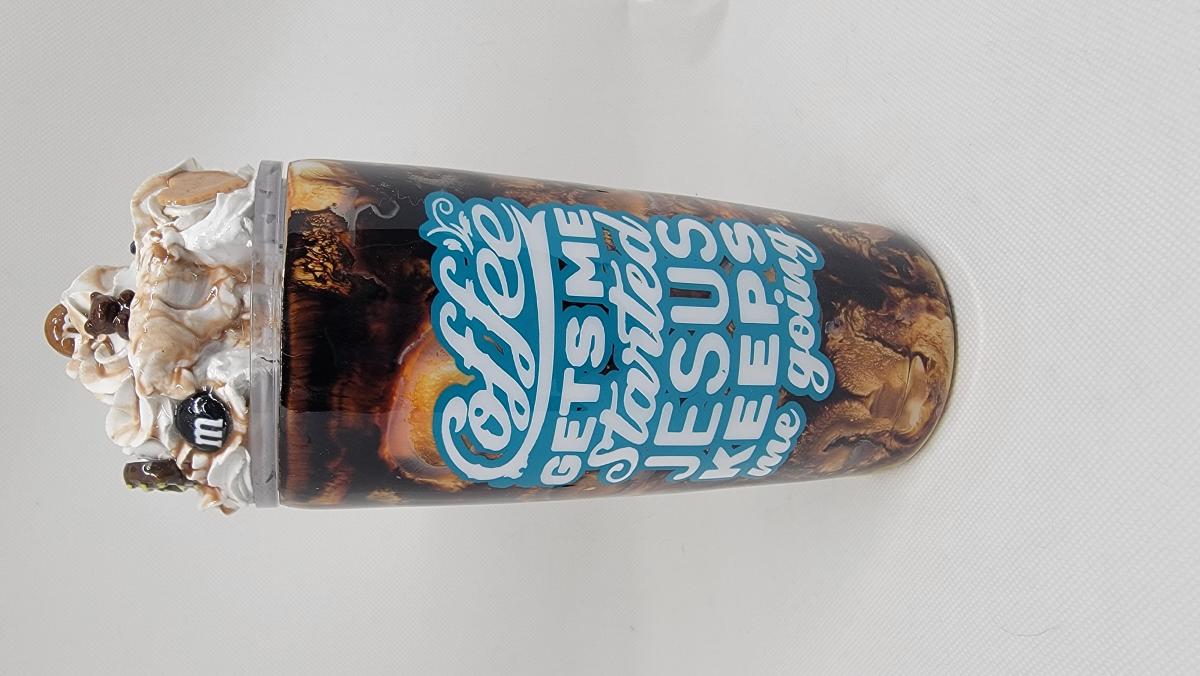 m
Coffee
GETS ME
Started
JESUS
KEEPS
me going